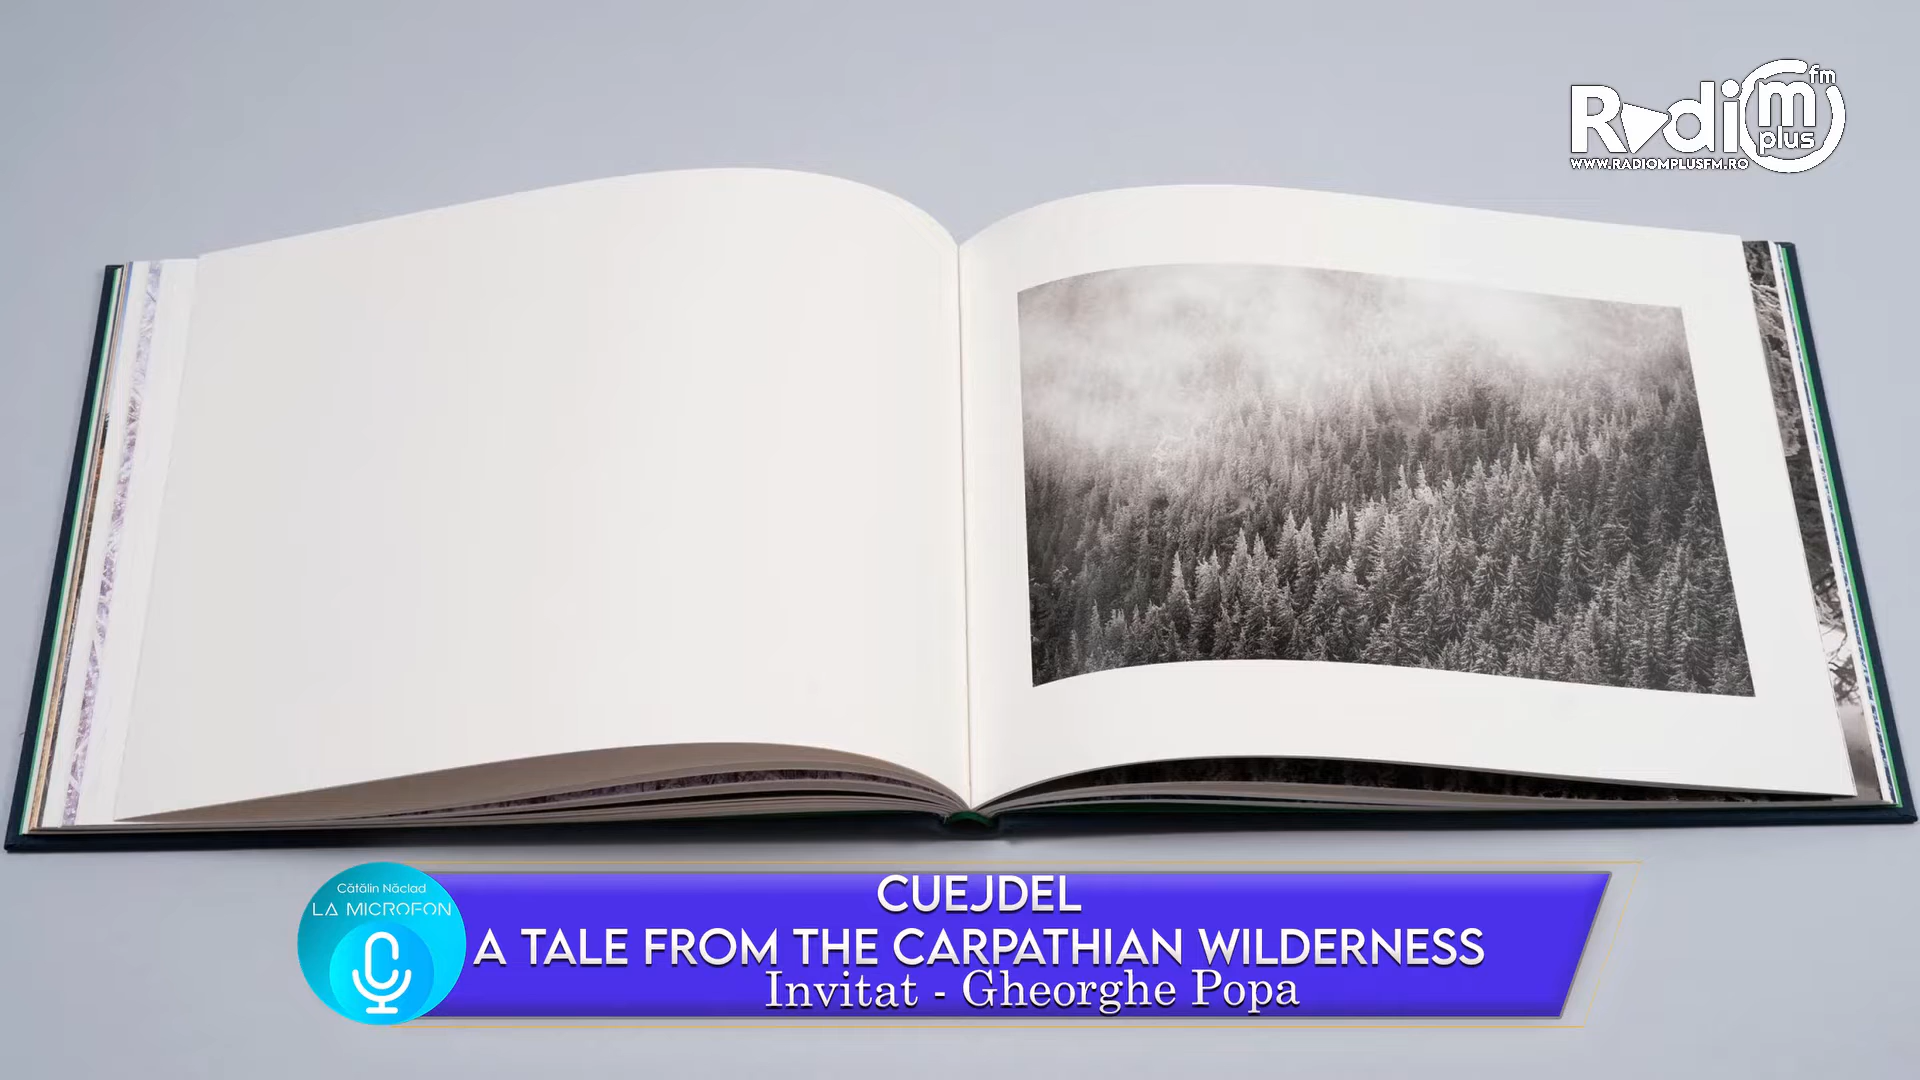 Radio m fm
plus
WWW.RADIOMPLUSFM.RO
Cătălin Năclad
LA MICROFON
CUEJDEL
A TALE FROM THE CARPATHIAN WILDERNESS
Invitat - Gheorghe Popa